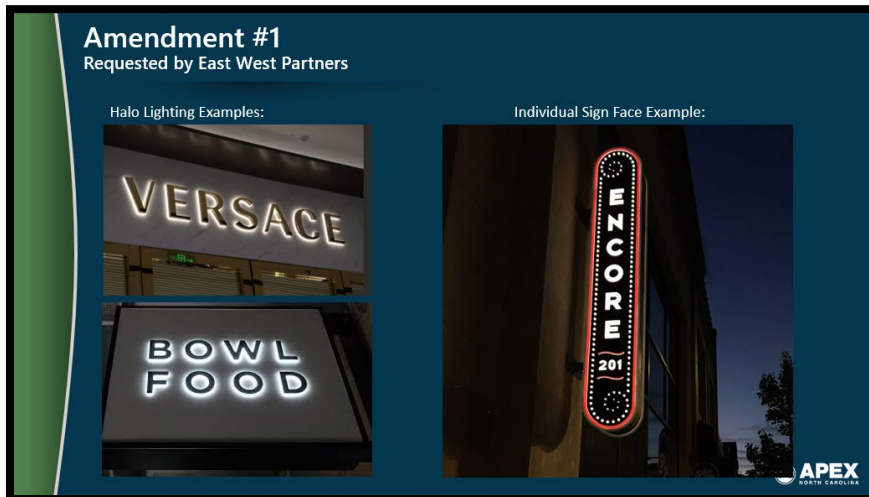 Amendment #1
Requested by East West Partners
Halo Lighting Examples:
Individual Sign Face Example:
VERSACE
BOWL
FOOD
ENCORE
201
APEX
NORTH CAROLINA